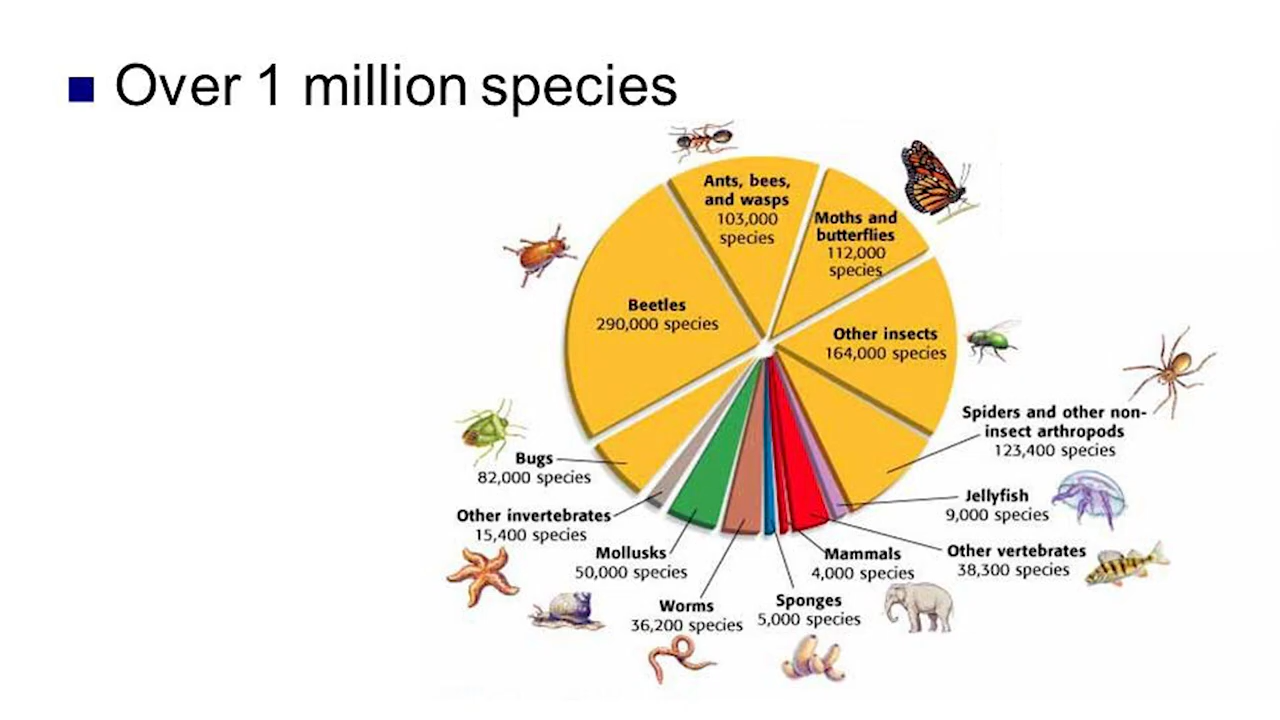 Over 1 million species
Ants, bees,
and wasps
103,000
species
Moths and
butterflies
112,000
species
Beetles
290,000 species
Other insects
164,000 species
Spiders and other non-
insect arthropods
123,400 species
Bugs
82,000 species
Jellyfish
9,000 species
Other invertebrates
15,400 species
Mollusks
50,000 species
Mammals
4,000 species
Other vertebrates
38,300 species
Worms
36,200 species
Sponges
5,000 species